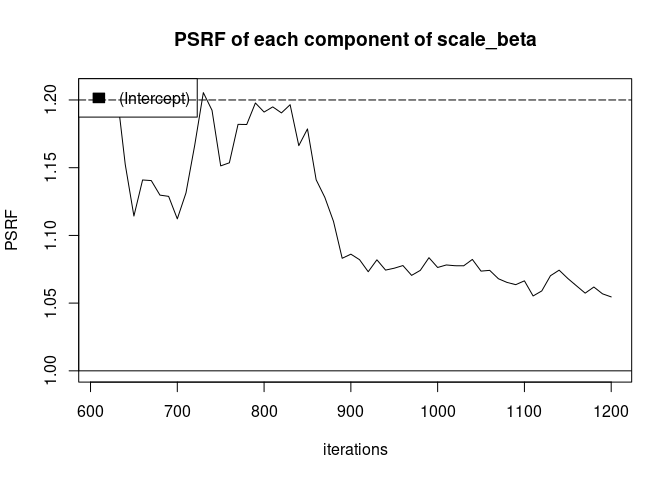 PSRF of each component of scale_beta
(Intercept)
PSRF
1.20
1.15
1.10
1.05
1.00
600 700 800 900 1000 1100 1200
iterations